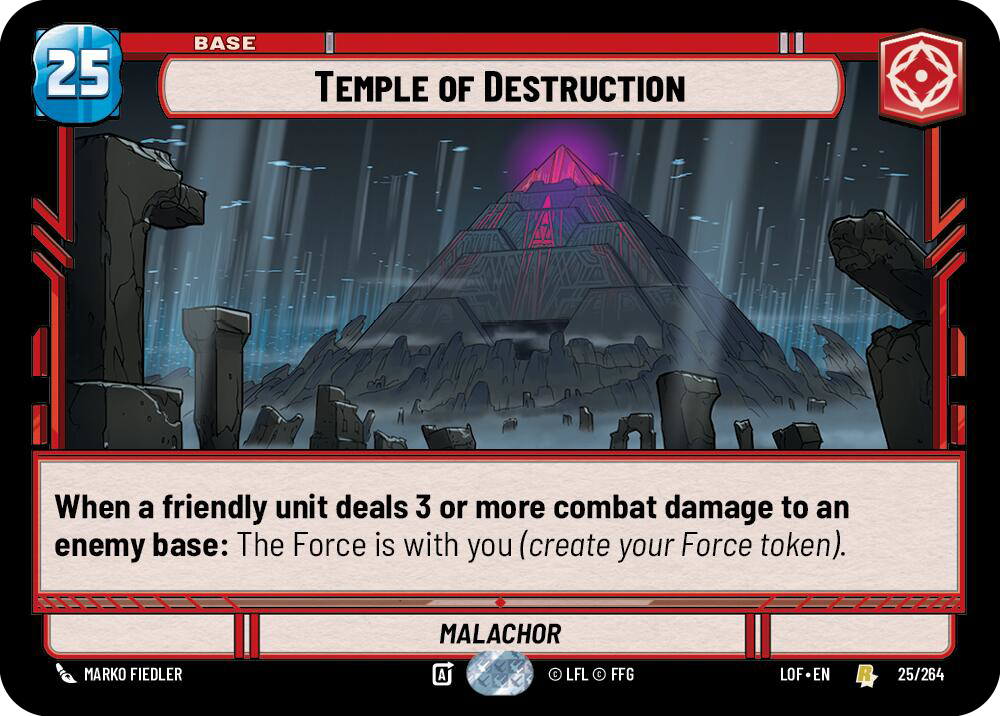 25
BASE
TEMPLE OF DESTRUCTION
When a friendly unit deals 3 or more combat damage to an
enemy base: The Force is with you (create your Force token).
MALACHOR
MARKO FIEDLER
A
© LFL © FFG
LOF • EN
R
25/264